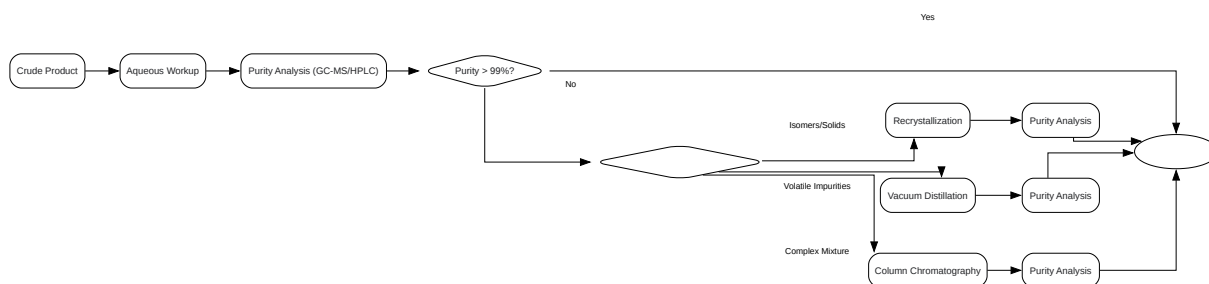 Yes
Crude Product
Aqueous Workup
Purity Analysis (GC-MS/HPLC)
Purity > 99%?
No
Isomers/Solids
Recrystallization
Purity Analysis
Volatile Impurities
Vacuum Distillation
Purity Analysis
Complex Mixture
Column Chromatography
Purity Analysis